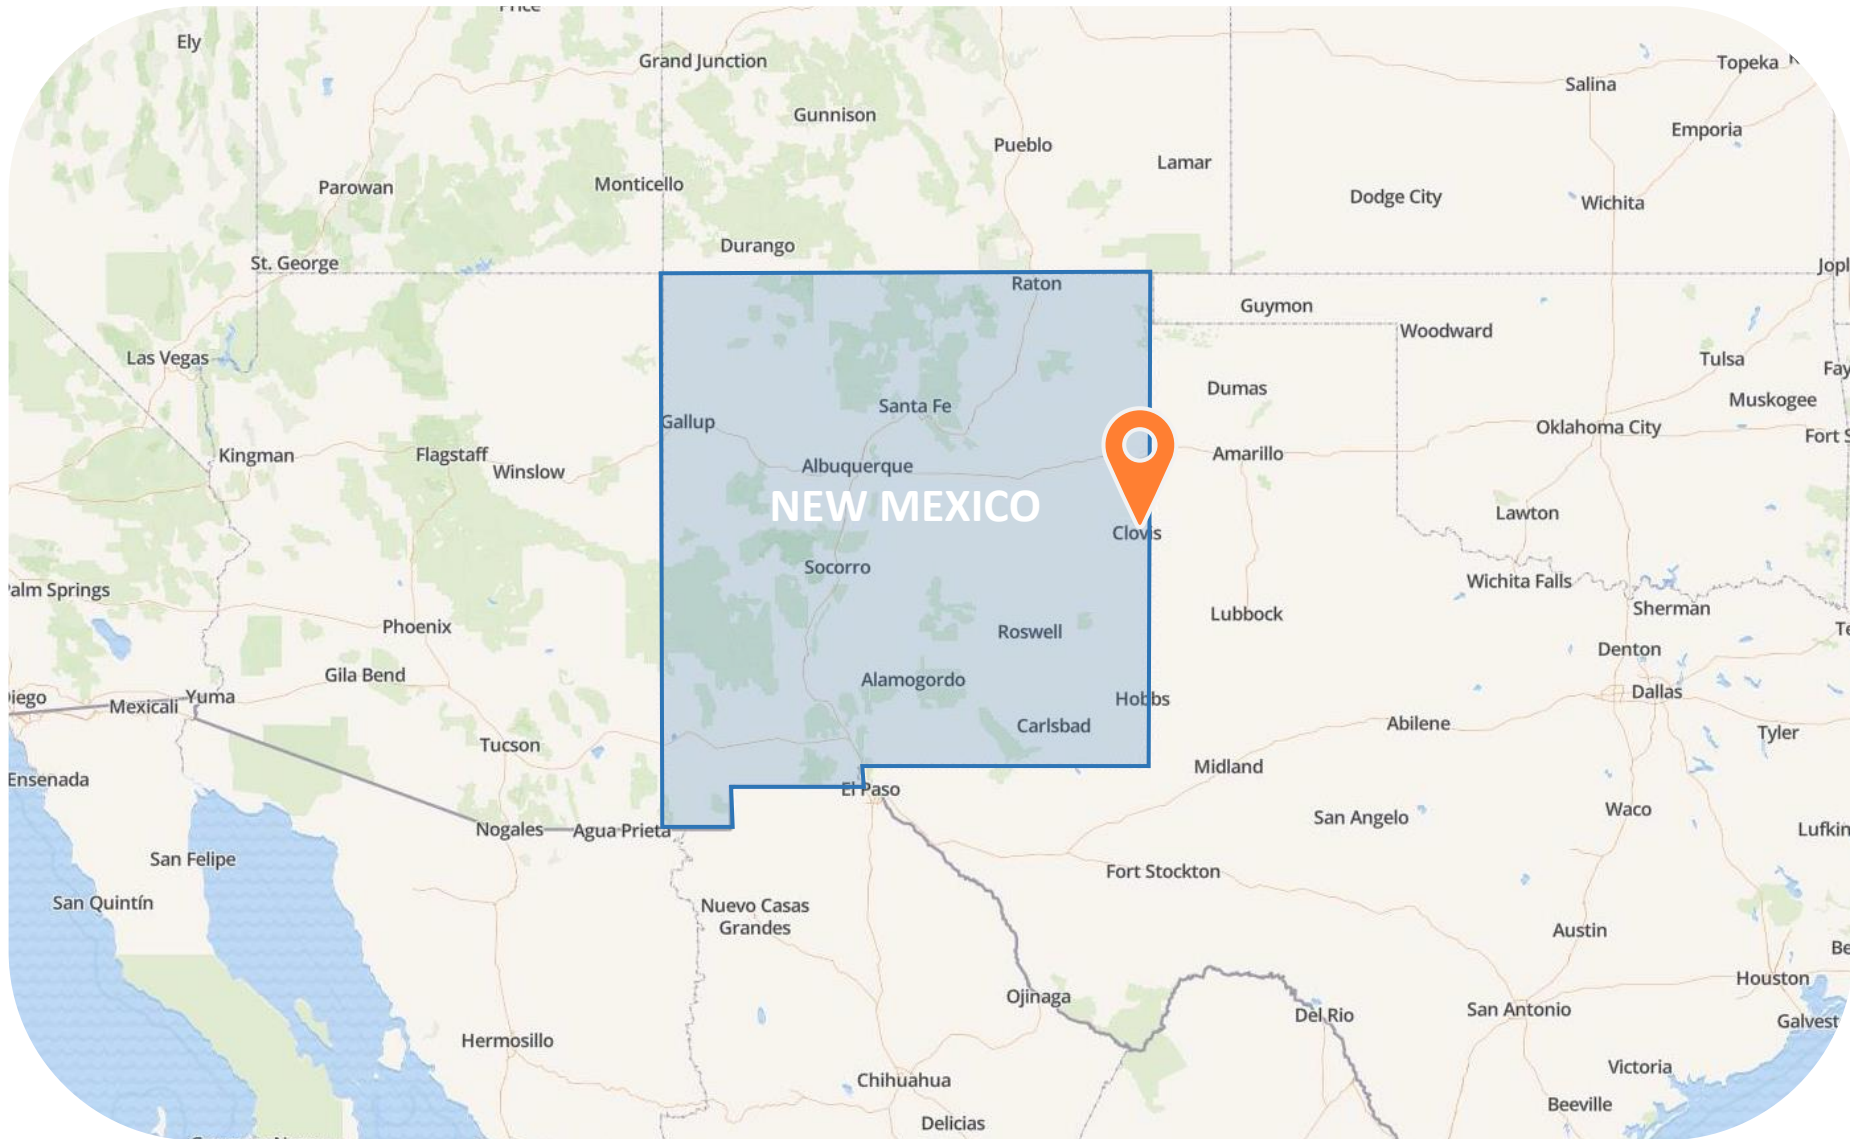 Ely
Grand Junction
Topeka
Salina
Gunnison
Emporia
Pueblo
Lamar
Parowan
Monticello
Dodge City
Wichita
Durango
St. George
Raton
Guymon
Woodward
Las Vegas
Tulsa
Dumas
Muskogee
Santa Fe
Gallup
Oklahoma City
Kingman
Flagstaff
Amarillo
Winslow
Albuquerque
NEW MEXICO
Lawton
Clovis
Socorro
Wichita Falls
Palm Springs
Sherman
Lubbock
Phoenix
Roswell
Denton
Gila Bend
Alamogordo
Dallas
Yuma
Mexicali
Hobbs
Carlsbad
Abilene
Tyler
Tucson
Midland
Ensenada
El Paso
Waco
San Angelo
Nogales
Agua Prieta
San Felipe
Fort Stockton
San Quintín
Nuevo Casas
Grandes
Austin
Houston
Ojinaga
San Antonio
Del Rio
Hermosillo
Victoria
Chihuahua
Beeville
Delicias